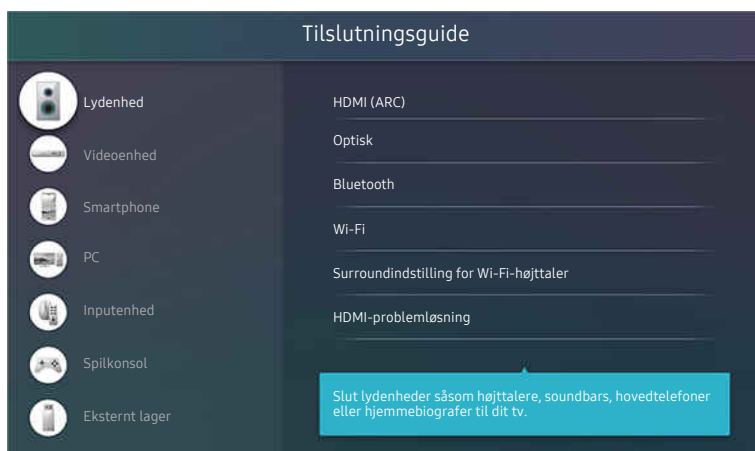 Tilslutningsguide
Lydenhed
Videoenhed
Smartphone
PC
Inputenhed
Spilkonsol
Eksternt lager
HDMI (ARC)
Optisk
Bluetooth
Wi-Fi
Surroundindstilling for Wi-Fi-højttaler
HDMI-problemløsning
Slut lydenheder såsom højttalere, soundbars, hovedtelefoner
eller hjemmebiografer til dit tv.